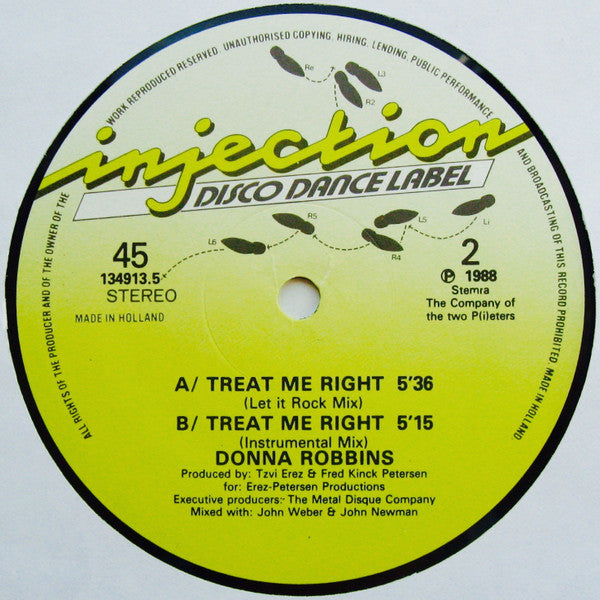 ALL RIGHTS OF THE PRODUCER AND OF THE OWNER OF THE WORK REPRODUCED RESERVED. UNAUTHORISED COPYING, HIRING, LENDING, PUBLIC PERFORMANCE AND BROADCASTING OF THIS RECORD PROHIBITED. MADE IN HOLLAND
Re
L3
R2
injection
DISCO DANCE LABEL
R5
L5
Li
L6
R4
45
134913.5*
STEREO
MADE IN HOLLAND
2
℗ 1988
Stemra
The Company of
the two P(i)eters
A/ TREAT ME RIGHT 5'36
(Let it Rock Mix)
B/ TREAT ME RIGHT 5'15
(Instrumental Mix)
DONNA ROBBINS
Produced by: Tzvi Erez & Fred Kinck Petersen
for: Erez-Petersen Productions
Executive producers:- The Metal Disque Company
Mixed with: John Weber & John Newman